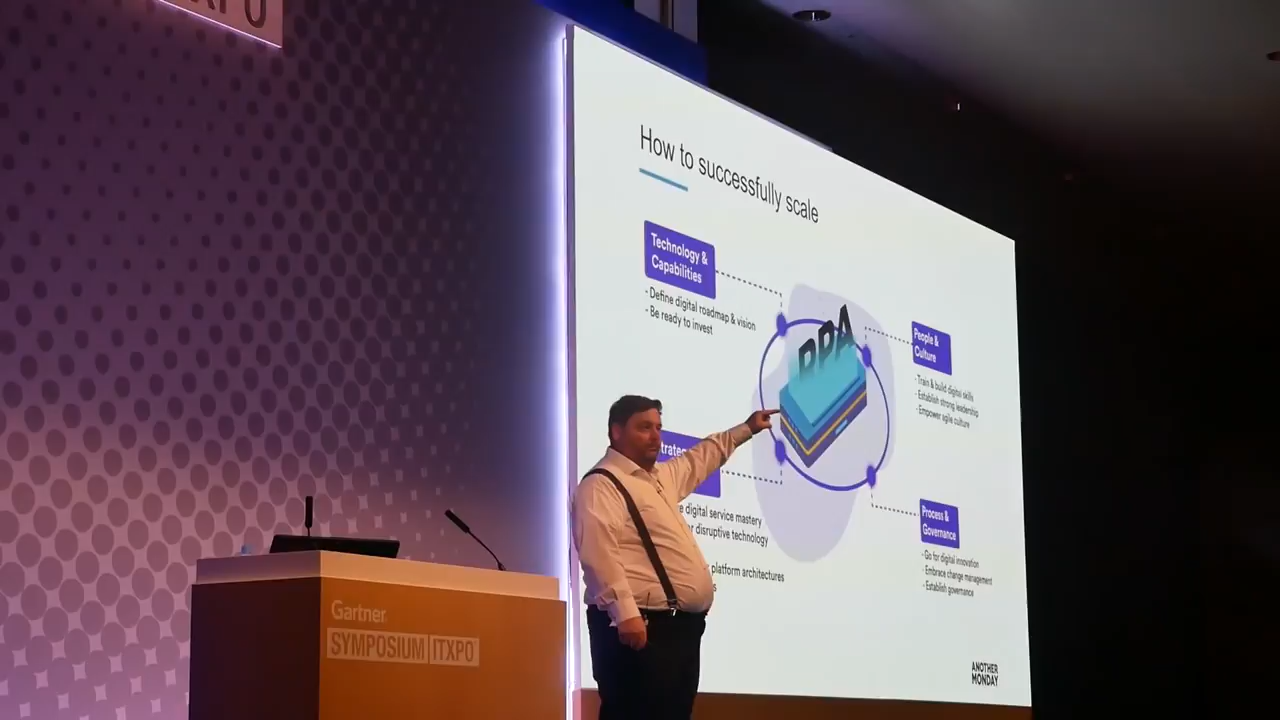 How to successfully scale
Technology &
Capabilities
- Define digital roadmap & vision
- Be ready to invest
RPA
People &
Culture
- Train & build digital skills
- Establish strong leadership
- Empower agile culture
digital service mastery
disruptive technology
platform architectures
Process &
Governance
- Go for digital innovation
- Embrace change management
- Establish governance
ANOTHER
MONDAY
Gartner
SYMPOSIUM ITXPO